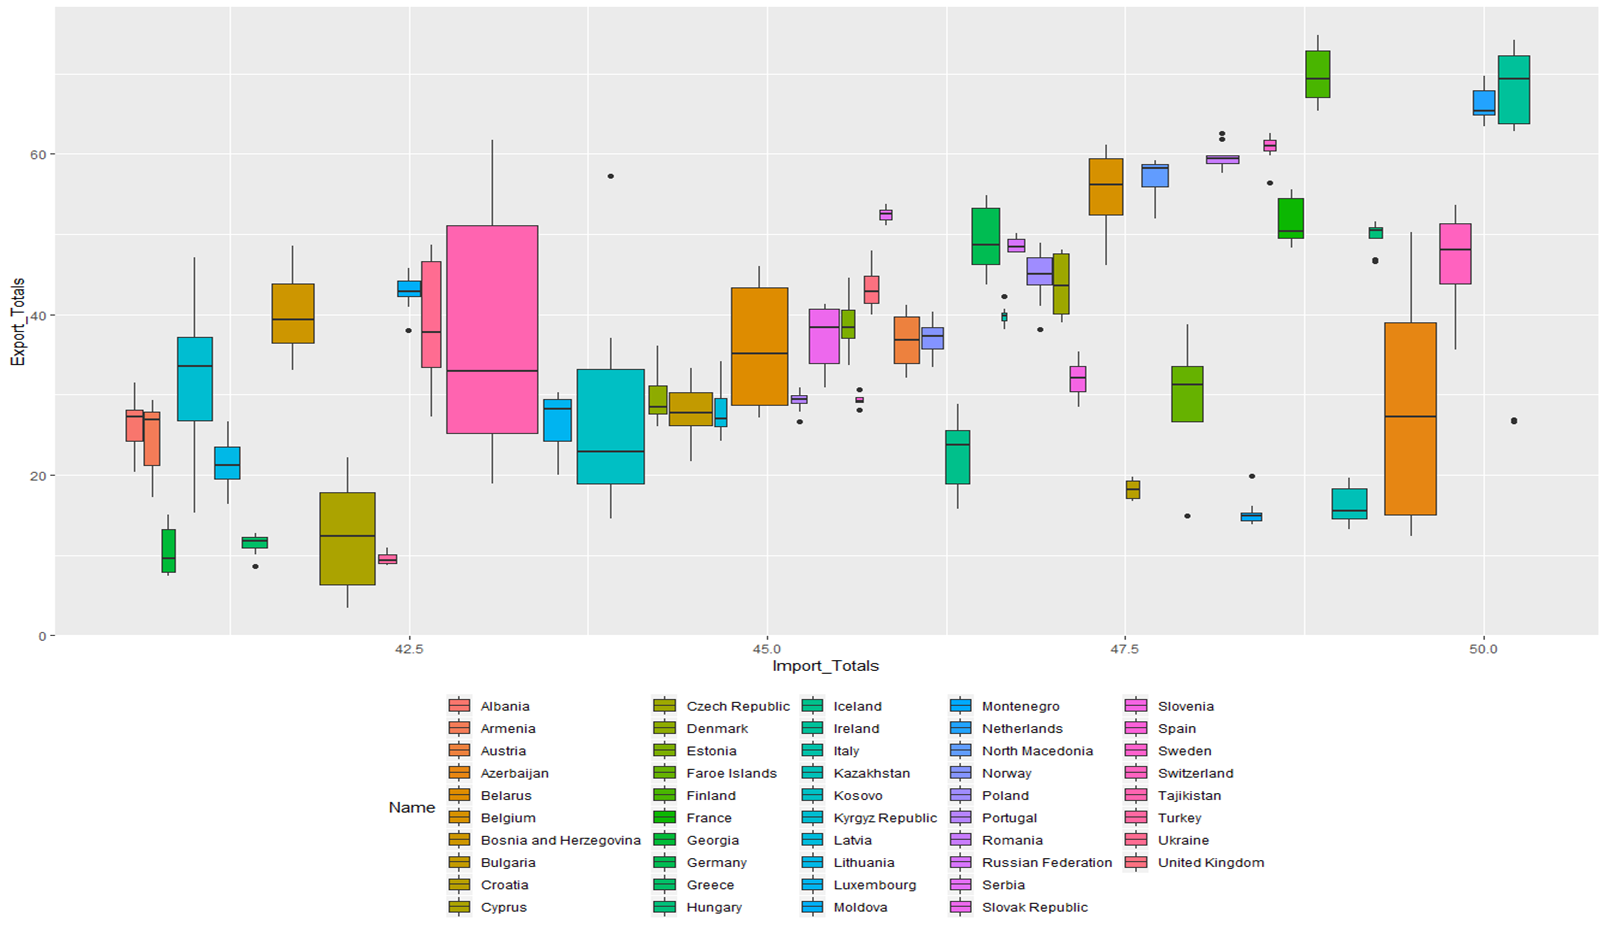 Export_Totals
60
40
20
0
42.5
45.0
47.5
50.0
Import_Totals
Name
Albania
Armenia
Austria
Azerbaijan
Belarus
Belgium
Bosnia and Herzegovina
Bulgaria
Croatia
Cyprus
Czech Republic
Denmark
Estonia
Faroe Islands
Finland
France
Georgia
Germany
Greece
Hungary
Iceland
Ireland
Italy
Kazakhstan
Kosovo
Kyrgyz Republic
Latvia
Lithuania
Luxembourg
Moldova
Montenegro
Netherlands
North Macedonia
Norway
Poland
Portugal
Romania
Russian Federation
Serbia
Slovak Republic
Slovenia
Spain
Sweden
Switzerland
Tajikistan
Turkey
Ukraine
United Kingdom